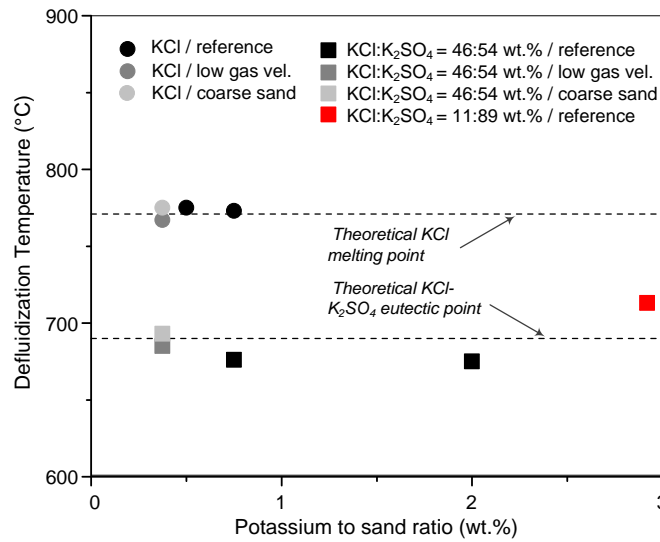 900
800
700
600
Defluidization Temperature (°C)
KCl / reference
KCl / low gas vel.
KCl / coarse sand
KCl:K₂SO₄ = 46:54 wt.% / reference
KCl:K₂SO₄ = 46:54 wt.% / low gas vel.
KCl:K₂SO₄ = 46:54 wt.% / coarse sand
KCl:K₂SO₄ = 11:89 wt.% / reference
Theoretical KCl
melting point
Theoretical KCl-
K₂SO₄ eutectic point
0 1 2 3
Potassium to sand ratio (wt.%)